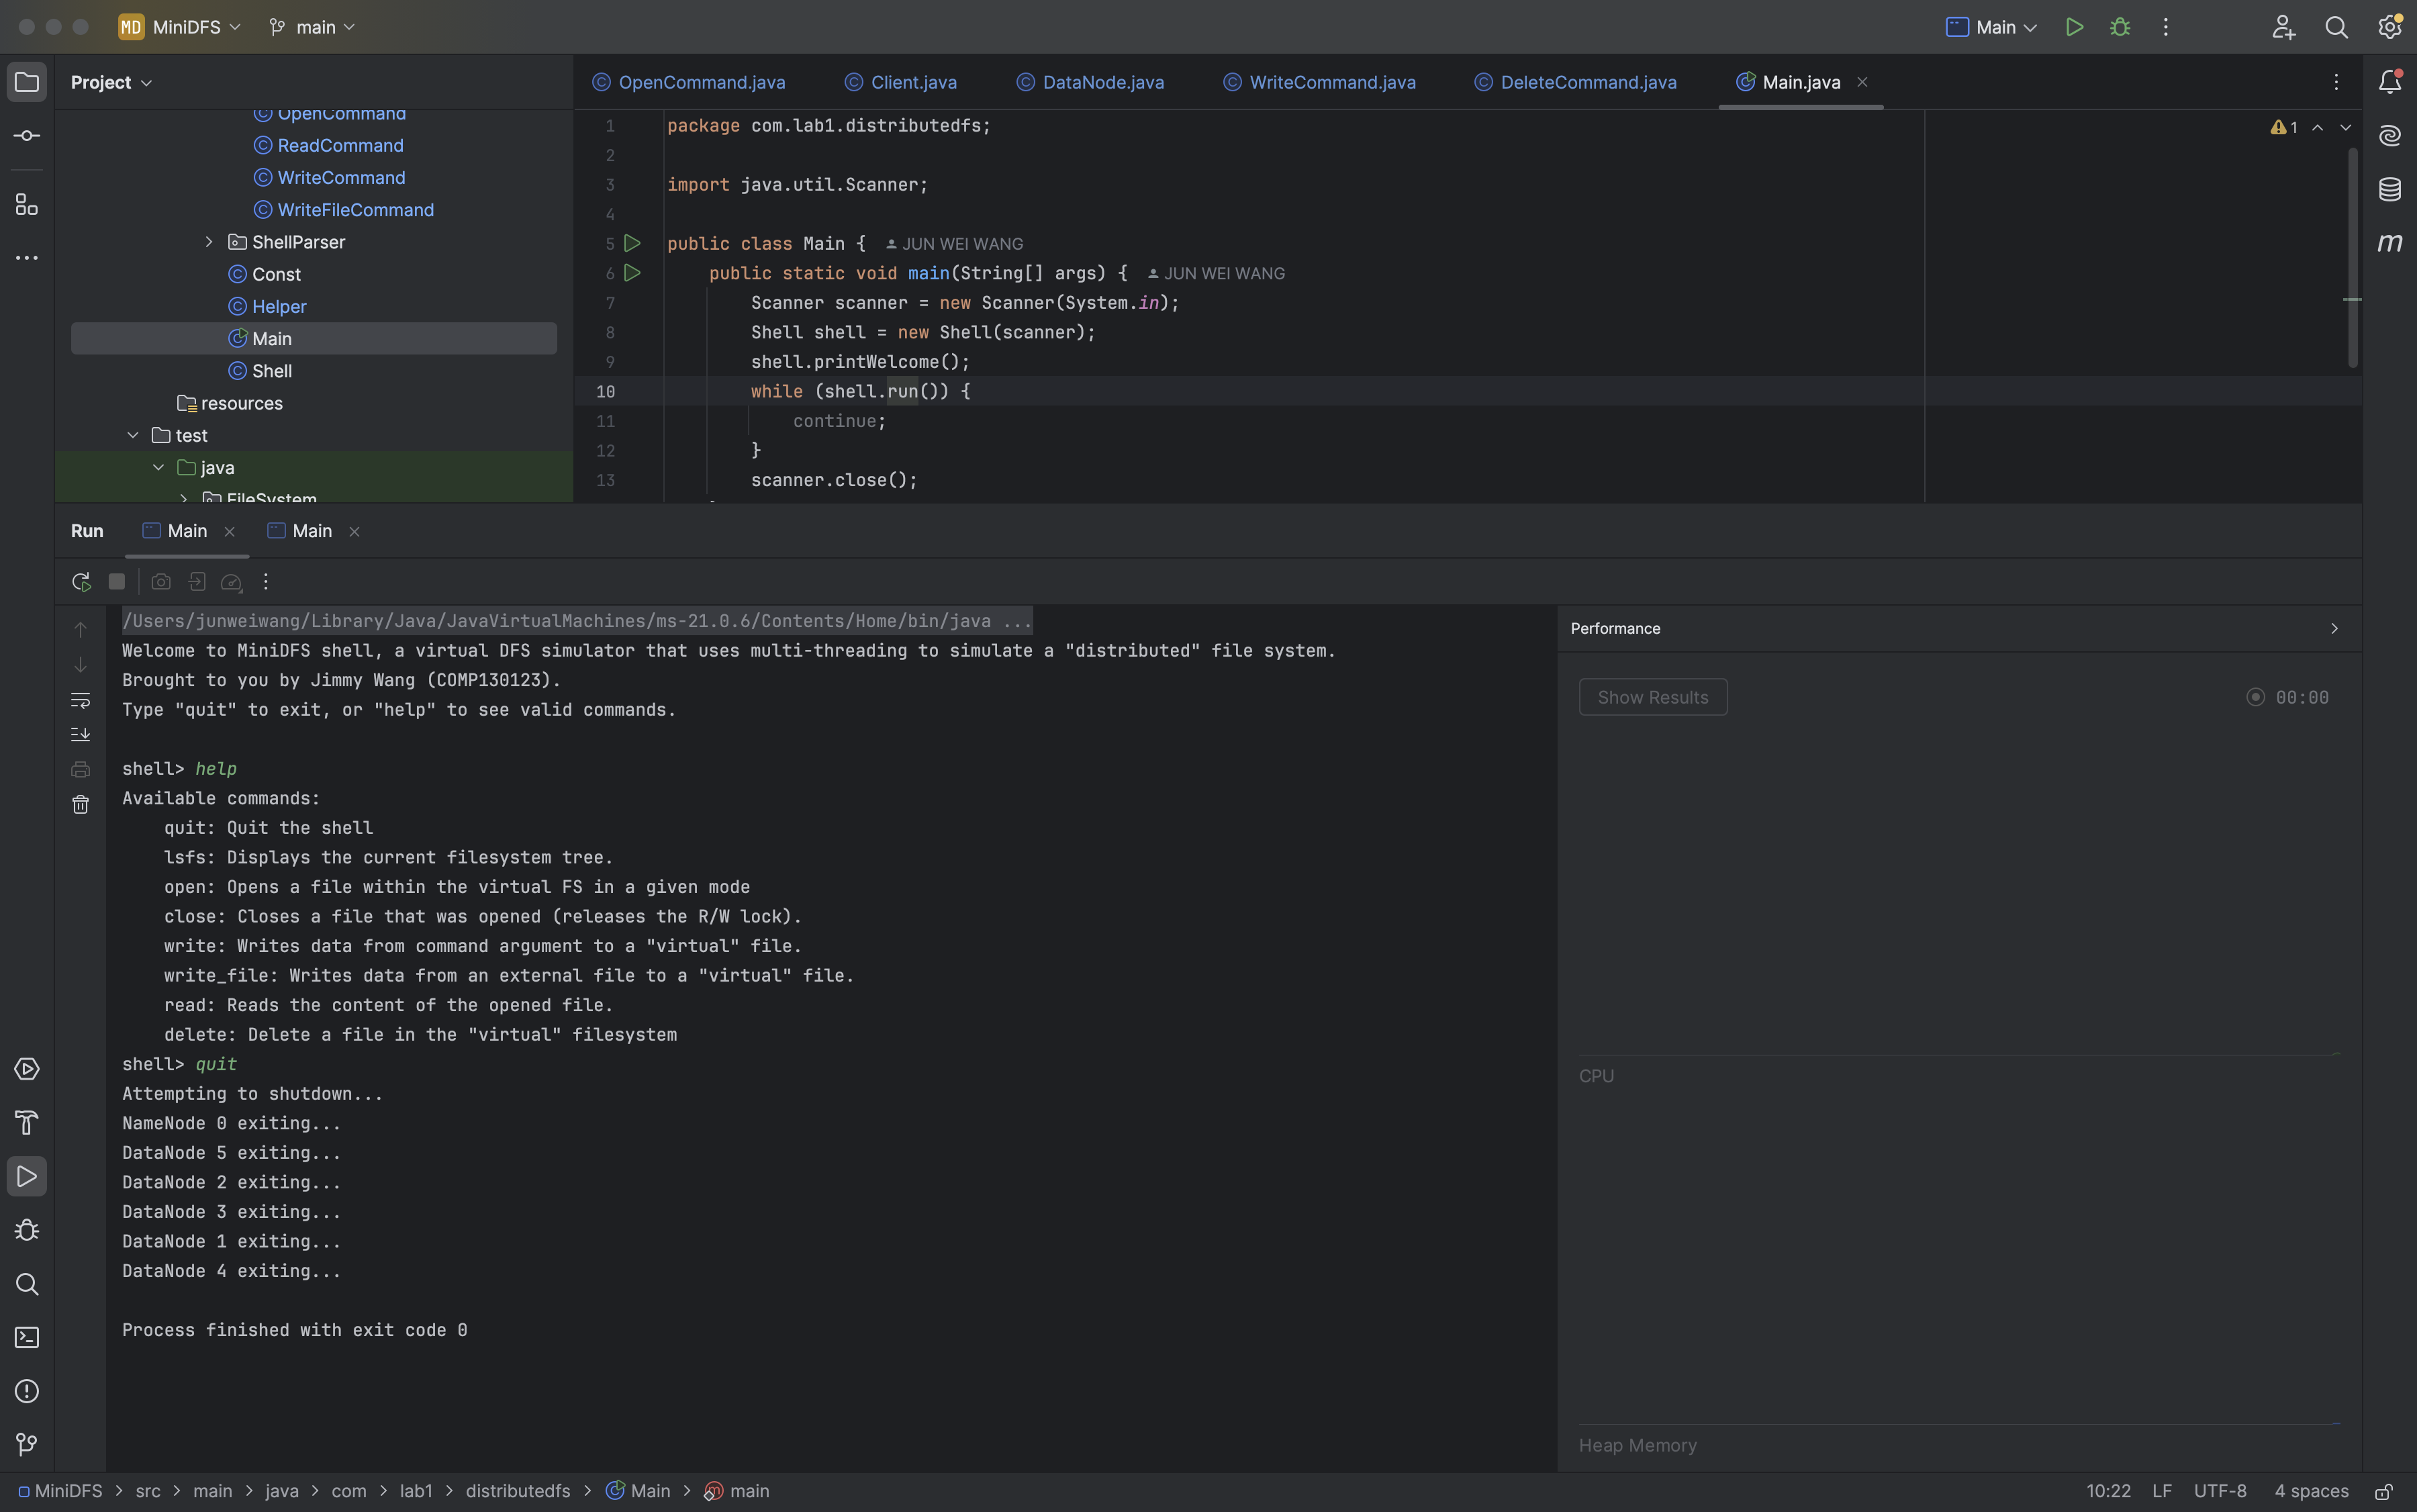 MD MiniDFS main Main
Project
OpenCommand.java Client.java DataNode.java WriteCommand.java DeleteCommand.java Main.java
OpenCommand
ReadCommand
WriteCommand
WriteFileCommand
ShellParser
Const
Helper
Main
Shell
resources
test
java
FileSystem
1 package com.lab1.distributedfs;
2
3 import java.util.Scanner;
4
5 public class Main { JUN WEI WANG
6 public static void main(String[] args) { JUN WEI WANG
7 Scanner scanner = new Scanner(System.in);
8 Shell shell = new Shell(scanner);
9 shell.printWelcome();
10 while (shell.run()) {
11 continue;
12 }
13 scanner.close();
1
m
Run Main Main
/Users/junweiwang/Library/Java/JavaVirtualMachines/ms-21.0.6/Contents/Home/bin/java ...
Welcome to MiniDFS shell, a virtual DFS simulator that uses multi-threading to simulate a "distributed" file system.
Brought to you by Jimmy Wang (COMP130123).
Type "quit" to exit, or "help" to see valid commands.
shell> help
Available commands:
quit: Quit the shell
lsfs: Displays the current filesystem tree.
open: Opens a file within the virtual FS in a given mode
close: Closes a file that was opened (releases the R/W lock).
write: Writes data from command argument to a "virtual" file.
write_file: Writes data from an external file to a "virtual" file.
read: Reads the content of the opened file.
delete: Delete a file in the "virtual" filesystem
shell> quit
Attempting to shutdown...
NameNode 0 exiting...
DataNode 5 exiting...
DataNode 2 exiting...
DataNode 3 exiting...
DataNode 1 exiting...
DataNode 4 exiting...
Process finished with exit code 0
Performance
Show Results 00:00
CPU
Heap Memory
MiniDFS > src > main > java > com > lab1 > distributedfs > Main > main
10:22 LF UTF-8 4 spaces